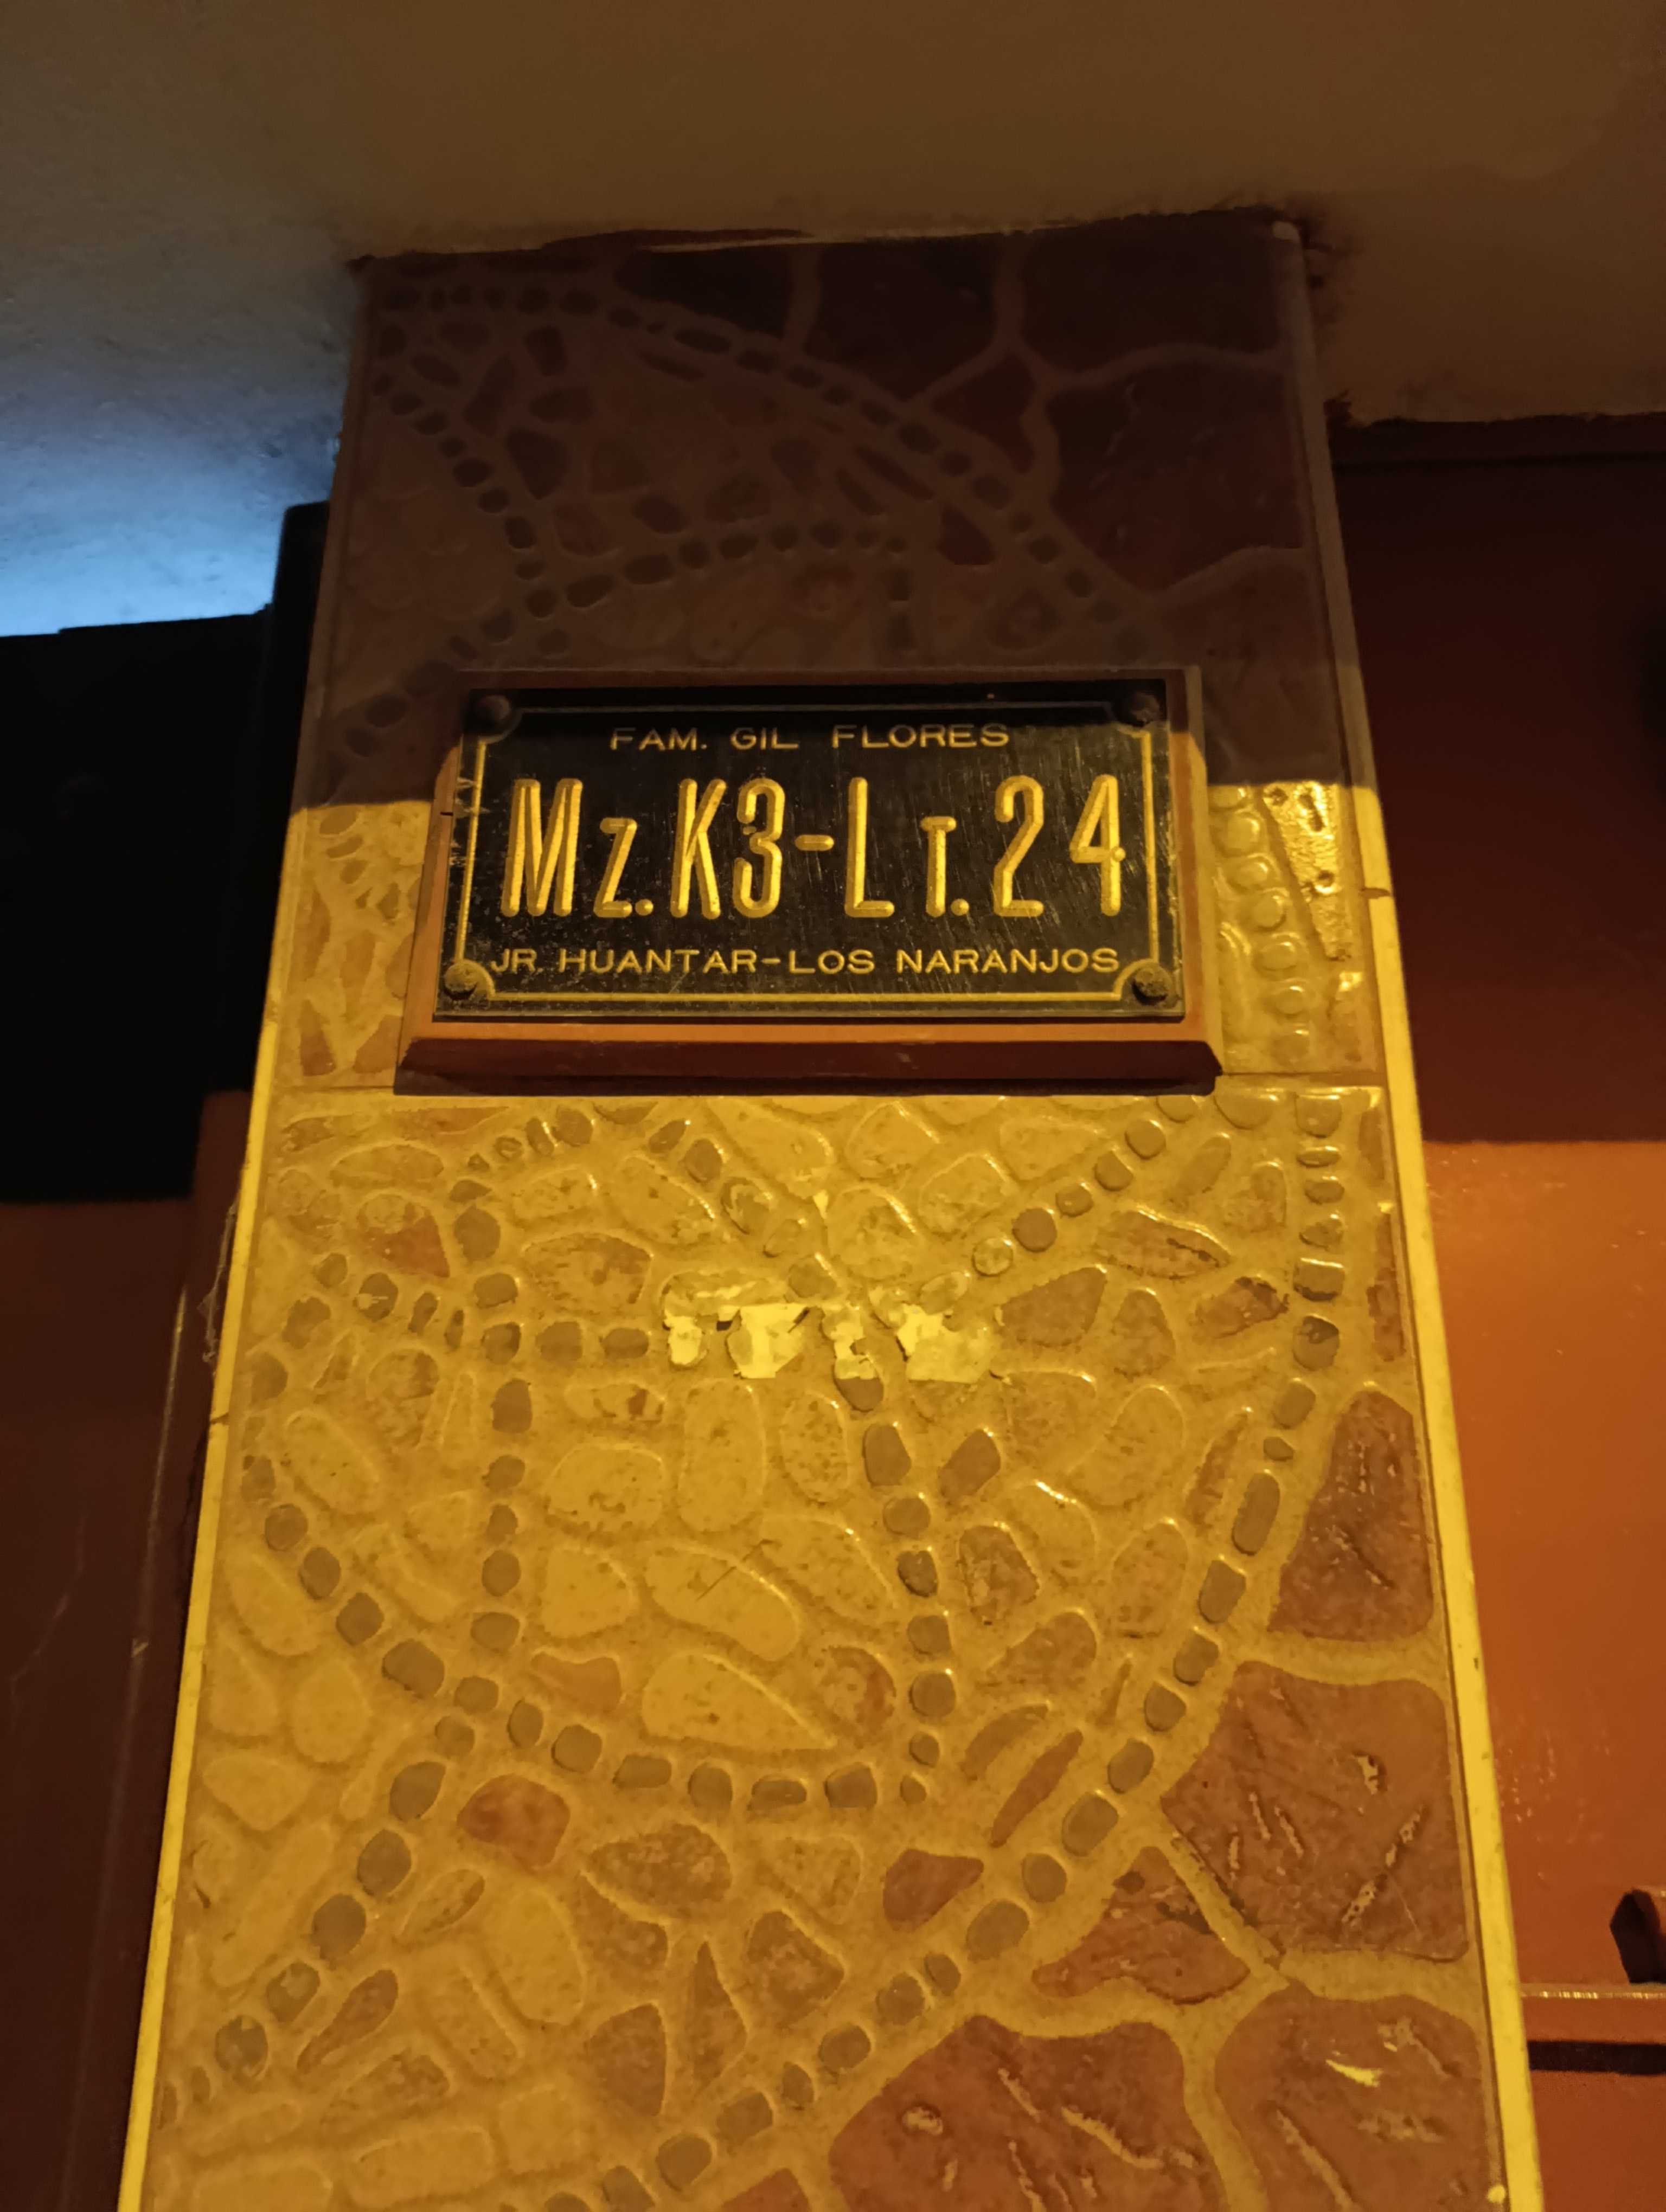 FAM. GIL FLORES
Mz.K3-Lt.24
JR HUANTAR-LOS NARANJOS